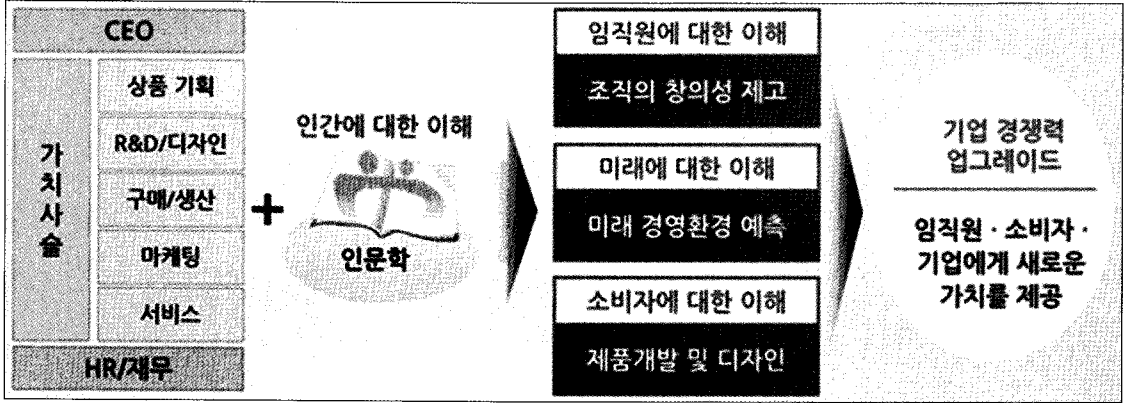 CEO
가치사슬
상품 기획
R&D/디자인
구매/생산
마케팅
서비스
HR/재무
+
인간에 대한 이해
인문학
임직원에 대한 이해
조직의 창의성 제고
미래에 대한 이해
미래 경영환경 예측
소비자에 대한 이해
제품개발 및 디자인
기업 경쟁력
업그레이드
임직원 · 소비자 ·
기업에게 새로운
가치를 제공